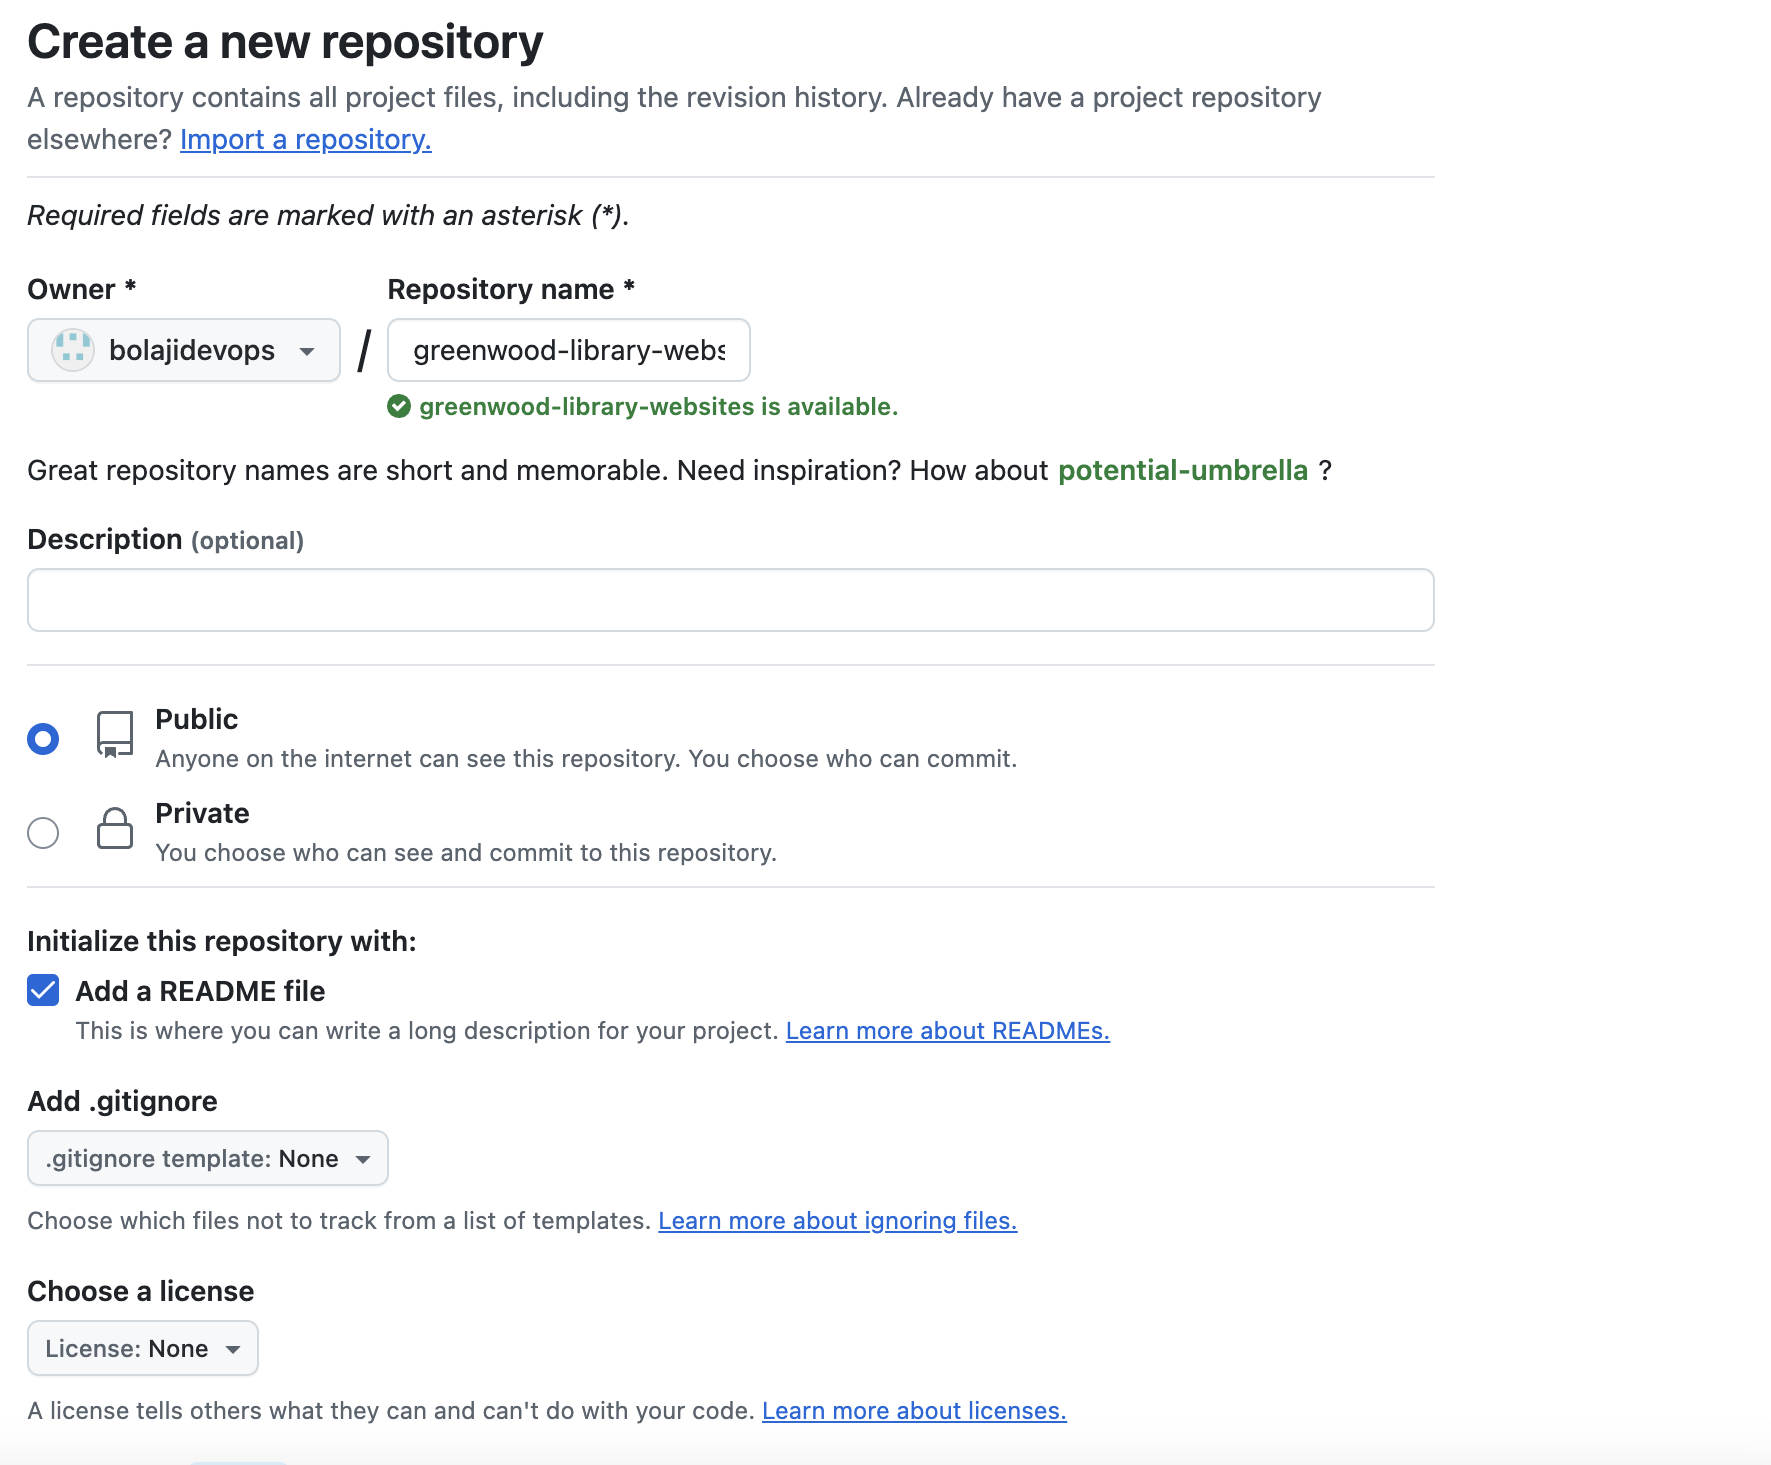 Create a new repository
A repository contains all project files, including the revision history. Already have a project repository
elsewhere? Import a repository.
Required fields are marked with an asterisk (*).
Owner * Repository name *
bolajidevops / greenwood-library-webs
greenwood-library-websites is available.
Great repository names are short and memorable. Need inspiration? How about potential-umbrella ?
Description (optional)
Public
Anyone on the internet can see this repository. You choose who can commit.
Private
You choose who can see and commit to this repository.
Initialize this repository with:
Add a README file
This is where you can write a long description for your project. Learn more about READMEs.
Add .gitignore
.gitignore template: None
Choose which files not to track from a list of templates. Learn more about ignoring files.
Choose a license
License: None
A license tells others what they can and can't do with your code. Learn more about licenses.